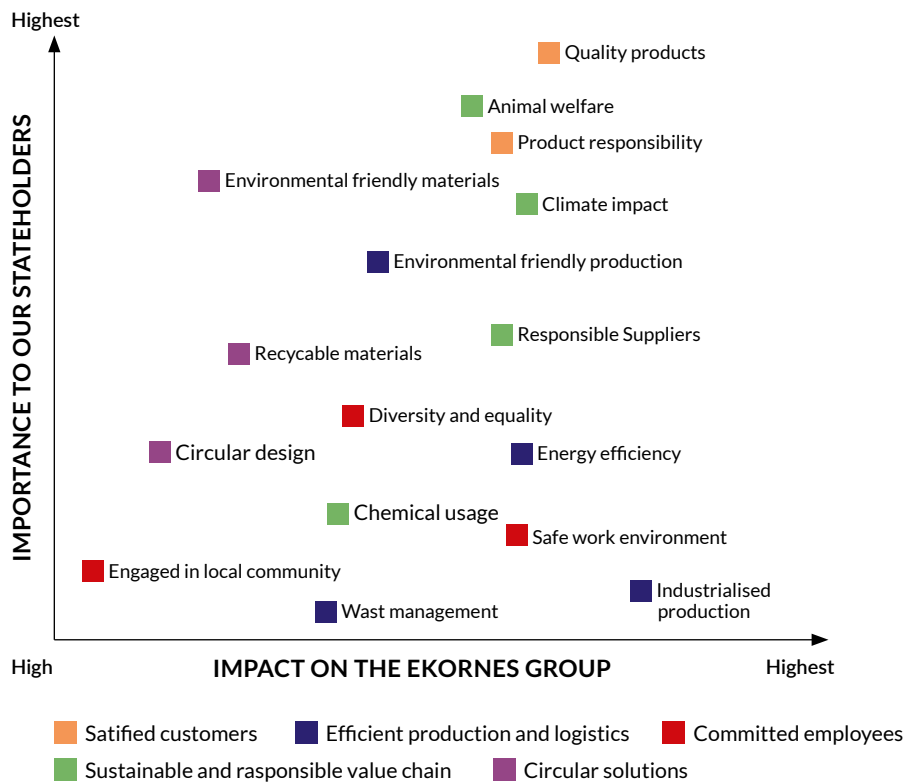 Highest
IMPORTANCE TO OUR STATEHOLDERS
Quality products
Animal welfare
Product responsibility
Environmental friendly materials
Climate impact
Environmental friendly production
Responsible Suppliers
Recycable materials
Diversity and equality
Circular design
Energy efficiency
Chemical usage
Safe work environment
Engaged in local community
Industrialised
production
Wast management
High
IMPACT ON THE EKORNES GROUP
Highest
Satified customers
Efficient production and logistics
Committed employees
Sustainable and responsible value chain
Circular solutions